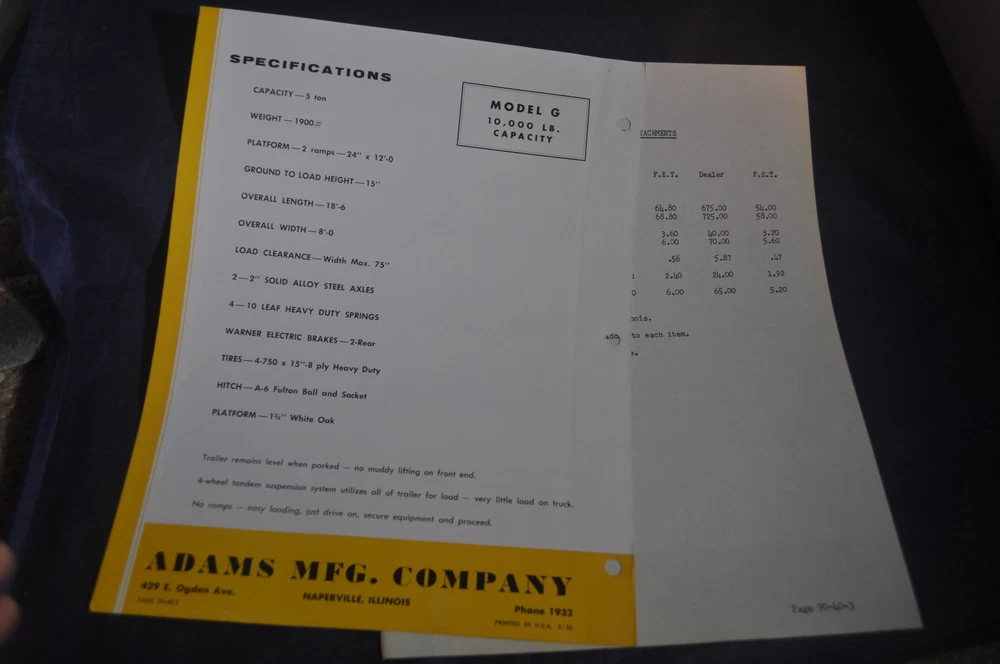 SPECIFICATIONS
MODEL G
10,000 LB.
CAPACITY
CAPACITY — 5 ton
WEIGHT — 1900#
PLATFORM — 2 ramps — 24" x 12'-0
GROUND TO LOAD HEIGHT — 15"
OVERALL LENGTH — 18'-6
OVERALL WIDTH — 8'-0
LOAD CLEARANCE — Width Max. 75"
2 — 2" SOLID ALLOY STEEL AXLES
4 — 10 LEAF HEAVY DUTY SPRINGS
WARNER ELECTRIC BRAKES — 2-Rear
TIRES — 4-750 x 15"-8 ply Heavy Duty
HITCH — A-6 Fulton Ball and Socket
PLATFORM — 1¾" White Oak
Trailer remains level when parked — no muddy lifting on front end.
4-wheel tandem suspension system utilizes all of trailer for load — very little load on truck.
No ramps — easy loading, just drive on, secure equipment and proceed.
ADAMS MFG. COMPANY
429 E. Ogden Ave.
NAPERVILLE, ILLINOIS
Phone 1932
PRINTED IN U.S.A.
TACHMENTS
F.E.T. Dealer F.E.T.
64.80 675.00 54.00
68.80 725.00 58.00
3.60 40.00 3.20
6.00 70.00 5.60
.56 5.87 .47
2.40 24.00 1.92
0 6.00 65.00 5.20
nois.
add to each item.
Page 90-40-3